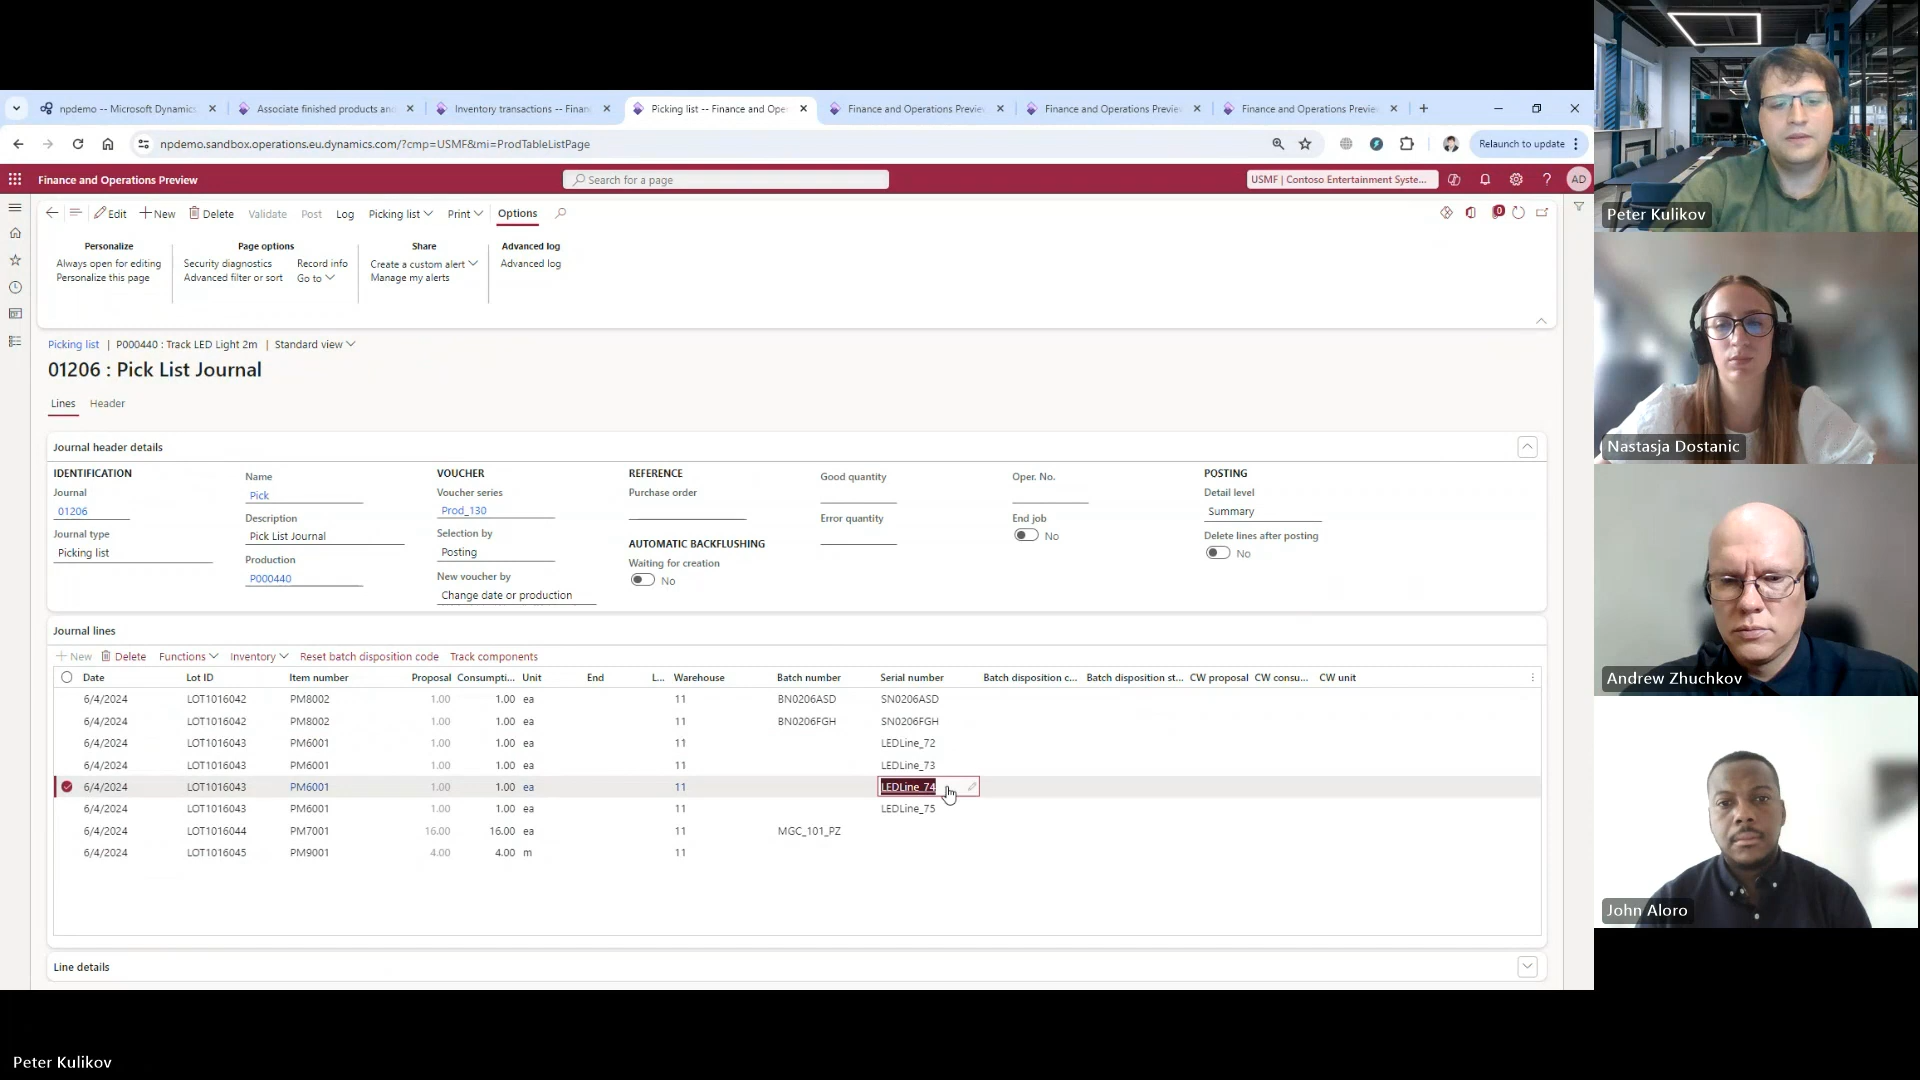 npdemo -- Microsoft Dynamics
Associate finished products and
Inventory transactions -- Finan
Picking list -- Finance and Oper
Finance and Operations Preview
Finance and Operations Preview
Finance and Operations Preview
npdemo.sandbox.operations.eu.dynamics.com/?cmp=USMF&mi=ProdTableListPage
Relaunch to update
Finance and Operations Preview
Search for a page
USMF | Contoso Entertainment Syste...
AD
Edit New Delete Validate Post Log Picking list Print Options
0
Personalize Page options Share Advanced log
Always open for editing Security diagnostics Record info Create a custom alert Advanced log
Personalize this page Advanced filter or sort Go to Manage my alerts
Picking list | P000440 : Track LED Light 2m | Standard view
01206 : Pick List Journal
Lines Header
Journal header details
IDENTIFICATION
Journal
01206
Journal type
Picking list
Name
Pick
Description
Pick List Journal
Production
P000440
VOUCHER
Voucher series
Prod_130
Selection by
Posting
New voucher by
Change date or production
REFERENCE
Purchase order
AUTOMATIC BACKFLUSHING
Waiting for creation
No
Good quantity
Error quantity
Oper. No.
End job
No
POSTING
Detail level
Summary
Delete lines after posting
No
Journal lines
New Delete Functions Inventory Reset batch disposition code Track components
Date Lot ID Item number Proposal Consumpti... Unit End L... Warehouse Batch number Serial number Batch disposition c... Batch disposition st... CW proposal CW consu... CW unit
6/4/2024 LOT1016042 PM8002 1.00 1.00 ea 11 BN0206ASD SN0206ASD
6/4/2024 LOT1016042 PM8002 1.00 1.00 ea 11 BN0206FGH SN0206FGH
6/4/2024 LOT1016043 PM6001 1.00 1.00 ea 11 LEDLine_72
6/4/2024 LOT1016043 PM6001 1.00 1.00 ea 11 LEDLine_73
6/4/2024 LOT1016043 PM6001 1.00 1.00 ea 11 LEDLine_74
6/4/2024 LOT1016043 PM6001 1.00 1.00 ea 11 LEDLine_75
6/4/2024 LOT1016044 PM7001 16.00 16.00 ea 11 MGC_101_PZ
6/4/2024 LOT1016045 PM9001 4.00 4.00 m 11
Line details
Peter Kulikov
Nastasja Dostanic
Andrew Zhuchkov
John Aloro
Peter Kulikov